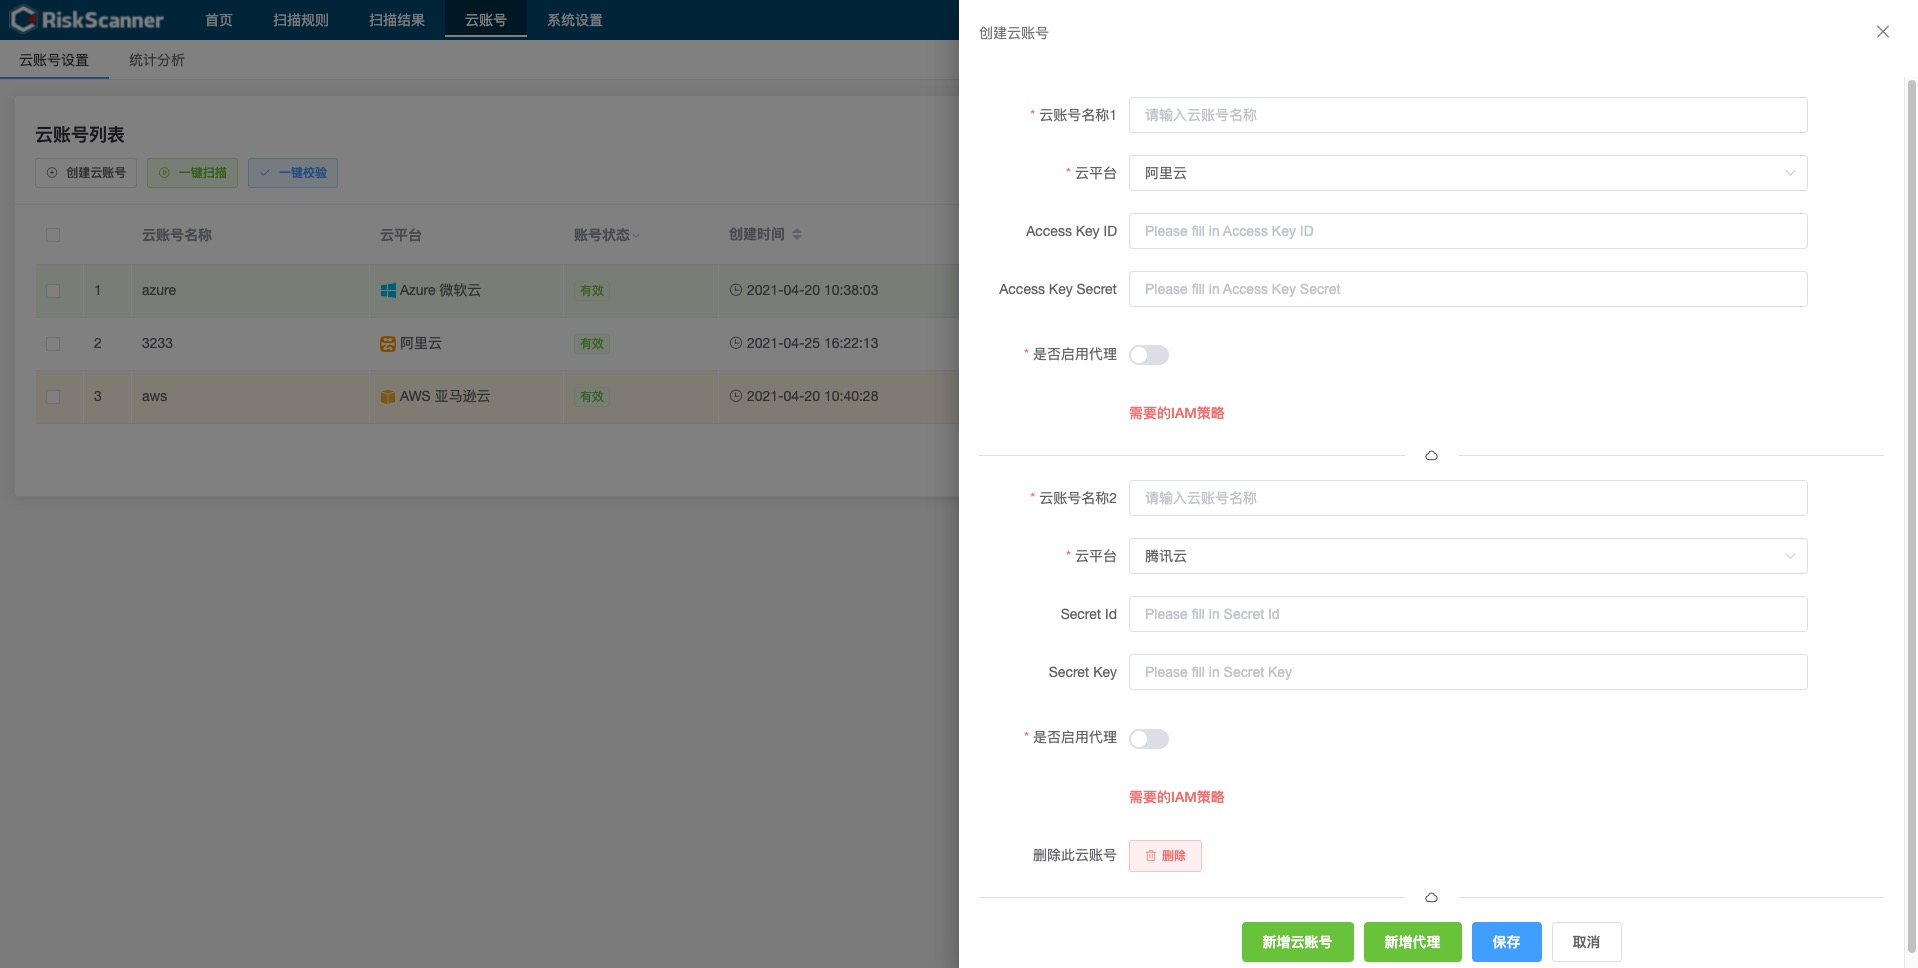 RiskScanner 首页 扫描规则 扫描结果 云账号 系统设置
云账号设置 统计分析
云账号列表
创建云账号 一键扫描 一键校验
云账号名称 云平台 账号状态 创建时间
1 azure Azure 微软云 有效 2021-04-20 10:38:03
2 3233 阿里云 有效 2021-04-25 16:22:13
3 aws AWS 亚马逊云 有效 2021-04-20 10:40:28
创建云账号
* 云账号名称1 请输入云账号名称
* 云平台 阿里云
Access Key ID Please fill in Access Key ID
Access Key Secret Please fill in Access Key Secret
* 是否启用代理
需要的IAM策略
* 云账号名称2 请输入云账号名称
* 云平台 腾讯云
Secret Id Please fill in Secret Id
Secret Key Please fill in Secret Key
* 是否启用代理
需要的IAM策略
删除此云账号 删除
新增云账号 新增代理 保存 取消